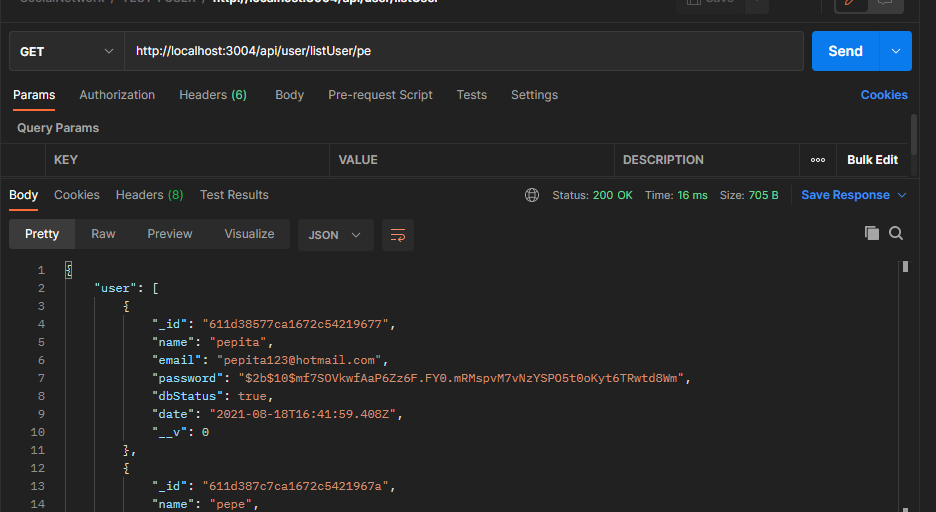 SocialNetwork / TEST-POSER / http://localhost:3004/api/user/listUser
Save
GET http://localhost:3004/api/user/listUser/pe Send
Params Authorization Headers (6) Body Pre-request Script Tests Settings Cookies
Query Params
KEY VALUE DESCRIPTION ooo Bulk Edit
Body Cookies Headers (8) Test Results Status: 200 OK Time: 16 ms Size: 705 B Save Response
Pretty Raw Preview Visualize JSON
1 {
2 "user": [
3 {
4 "_id": "611d38577ca1672c54219677",
5 "name": "pepita",
6 "email": "pepita123@hotmail.com",
7 "password": "$2b$10$mf7SOVkwfAaP6Zz6F.FY0.mRMspvM7vNzYSPO5t0oKyt6TRwtd8Wm",
8 "dbStatus": true,
9 "date": "2021-08-18T16:41:59.408Z",
10 "__v": 0
11 },
12 {
13 "_id": "611d387c7ca1672c5421967a",
14 "name": "pepe",